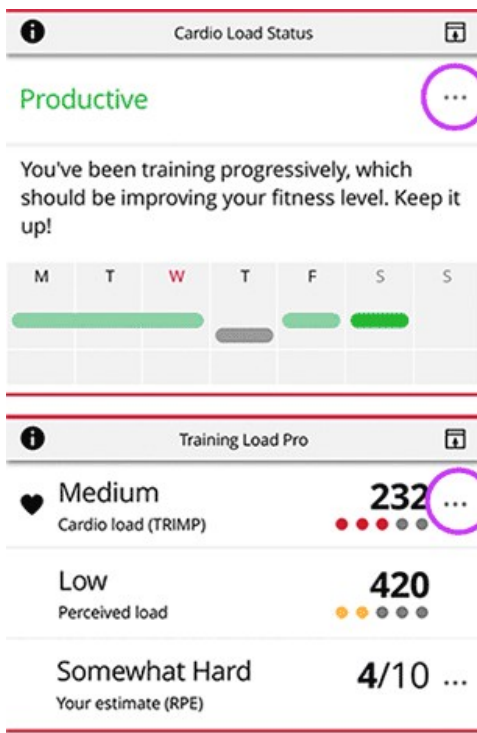 Cardio Load Status
Productive
You've been training progressively, which
should be improving your fitness level. Keep it
up!
M T W T F S S
Training Load Pro
Medium 232
Cardio load (TRIMP)
Low 420
Perceived load
Somewhat Hard 4/10
Your estimate (RPE)